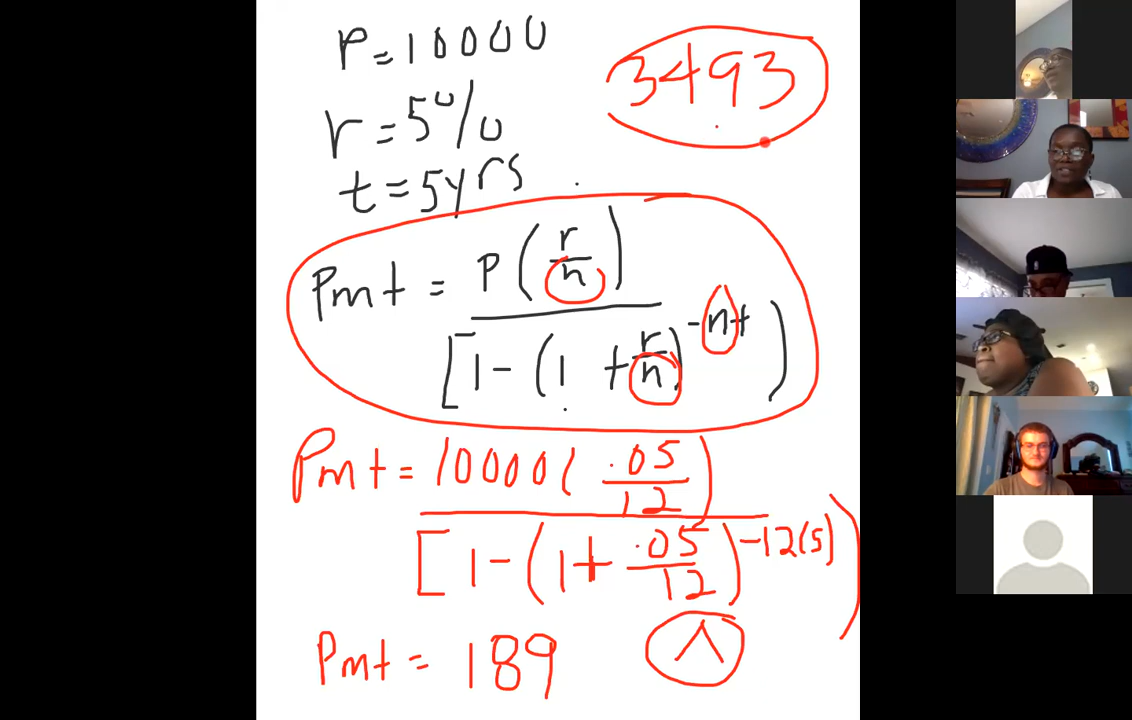 P = 10000
3493
r = 5%
t = 5yrs
Pmt = P ( r/n )
[ 1 - ( 1 + r/n ) -nt )
Pmt = 10000 ( .05/12 )
[ 1 - ( 1 + .05/12 ) -12(5) )
Pmt = 189 ^